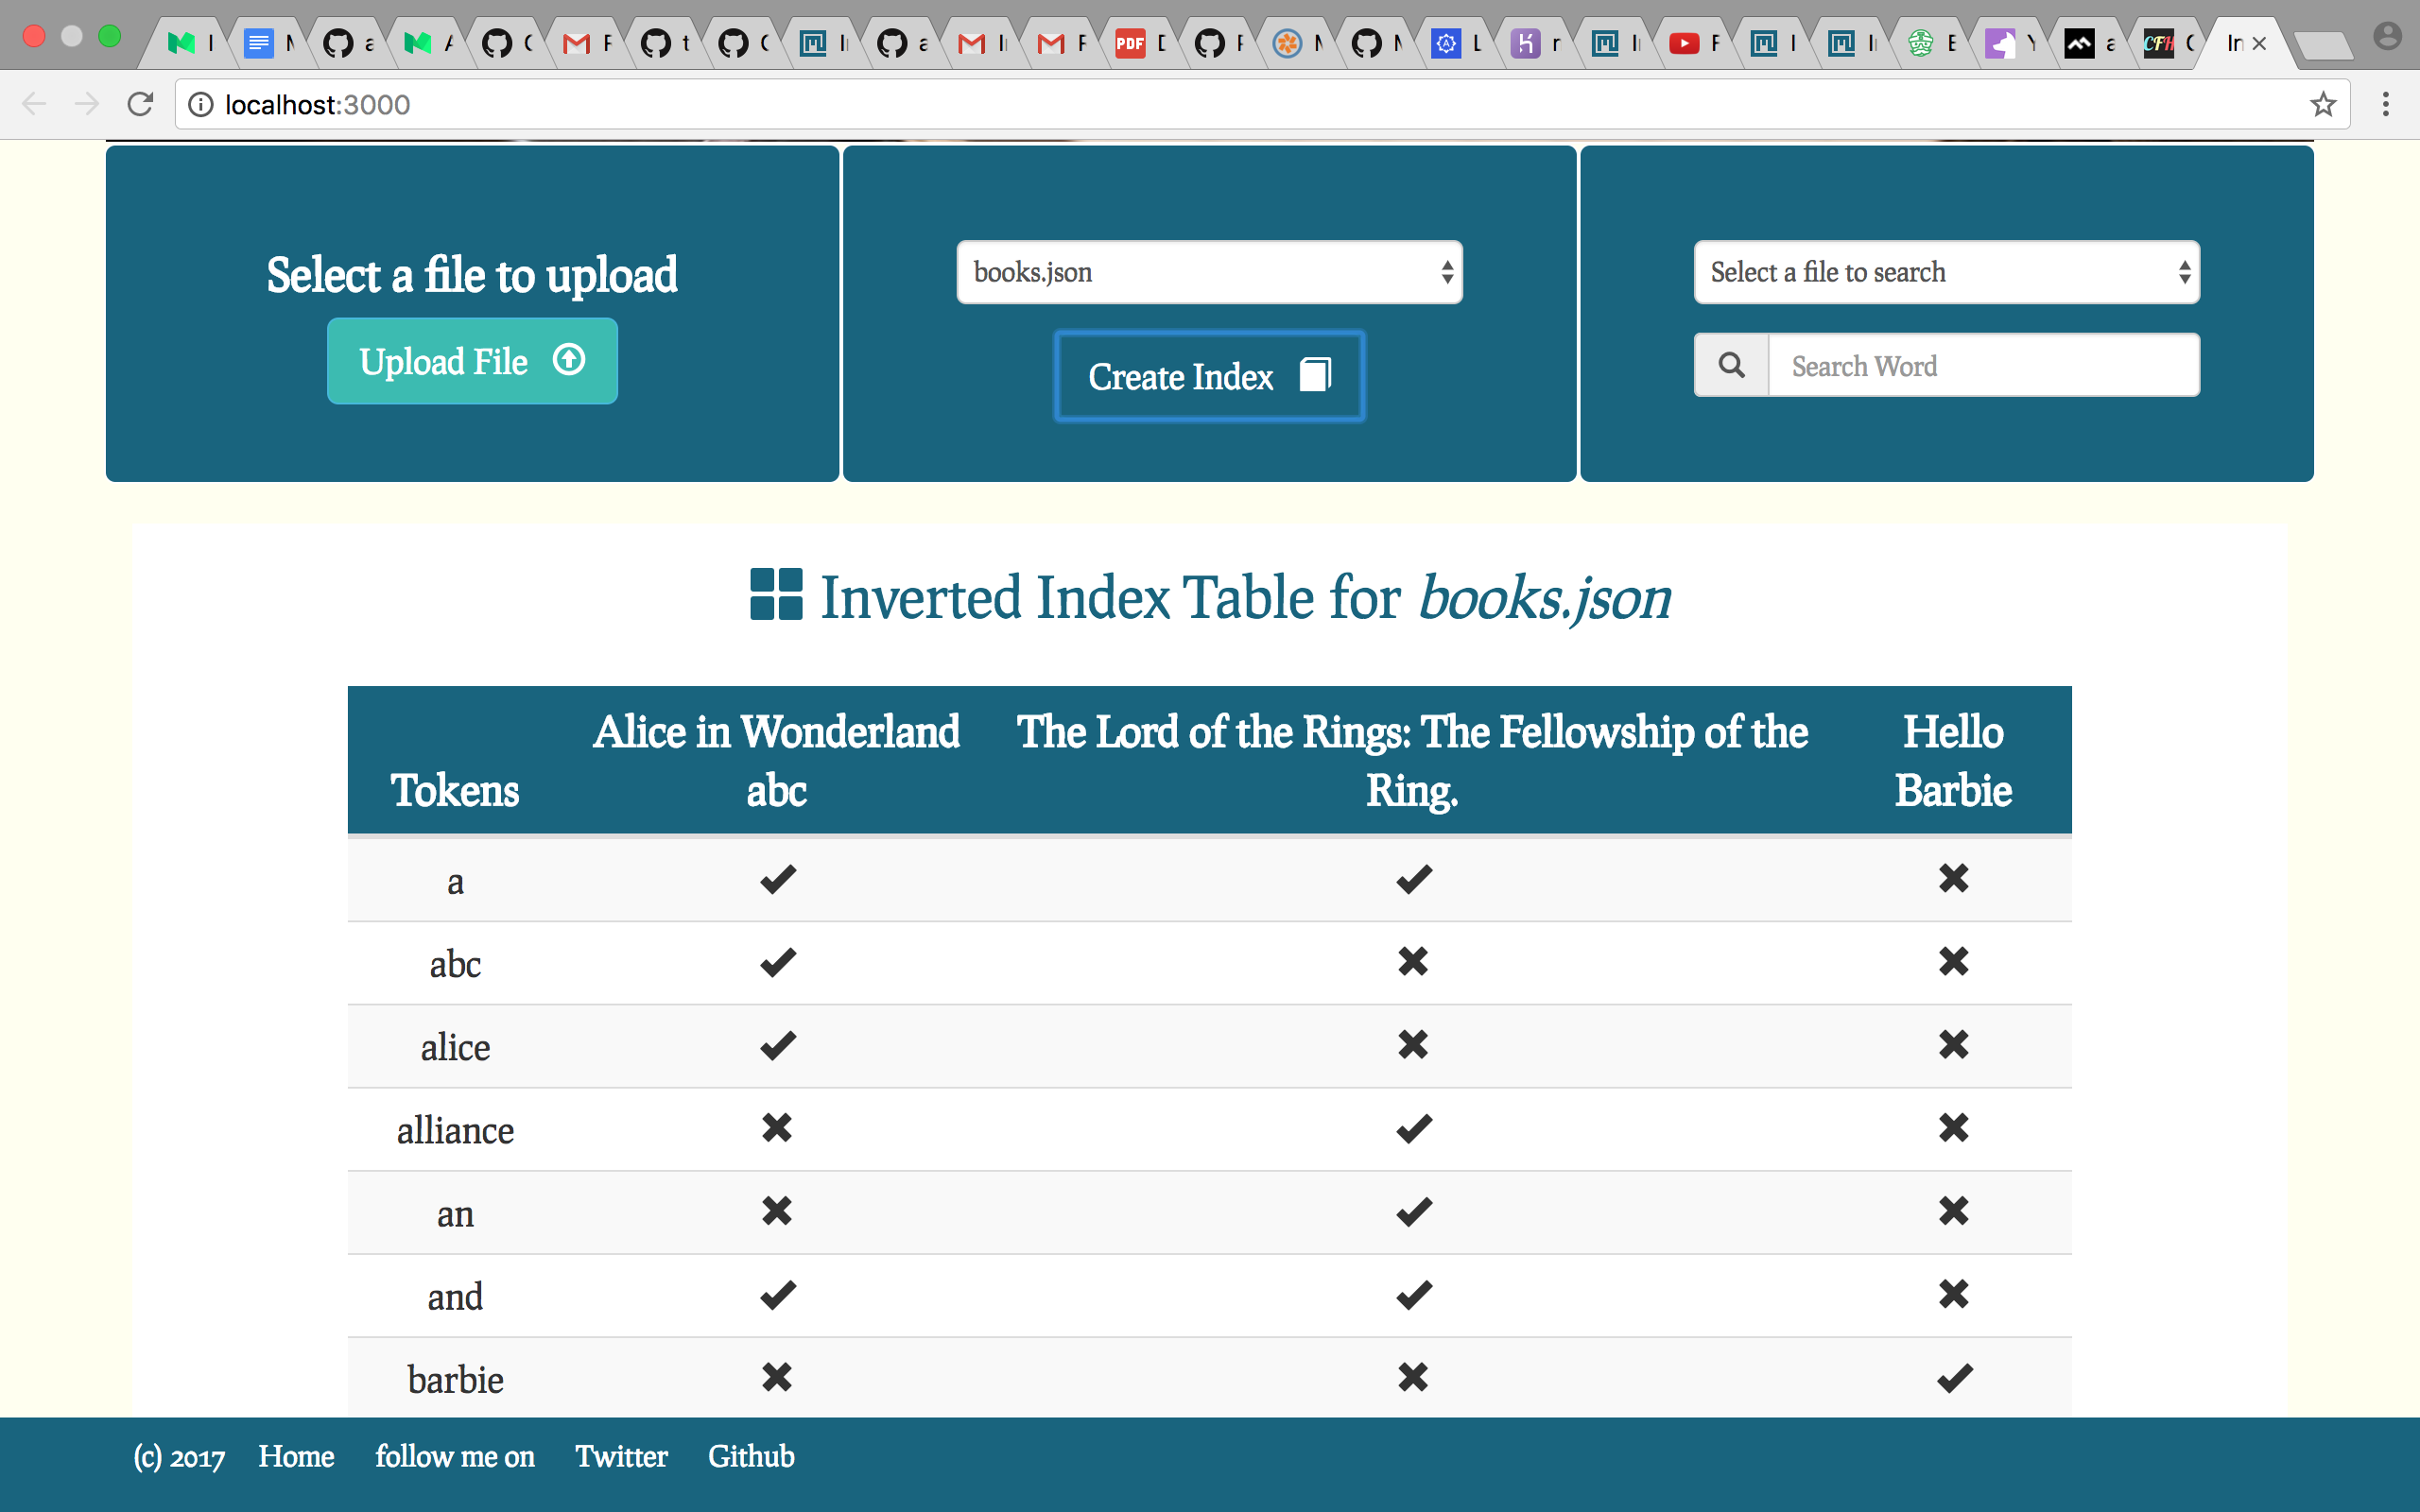 localhost:3000
Select a file to upload
Upload File
books.json
Create Index
Select a file to search
Search Word
Inverted Index Table for books.json
Tokens
Alice in Wonderland
abc
The Lord of the Rings: The Fellowship of the
Ring.
Hello
Barbie
a
abc
alice
alliance
an
and
barbie
(c) 2017 Home follow me on Twitter Github